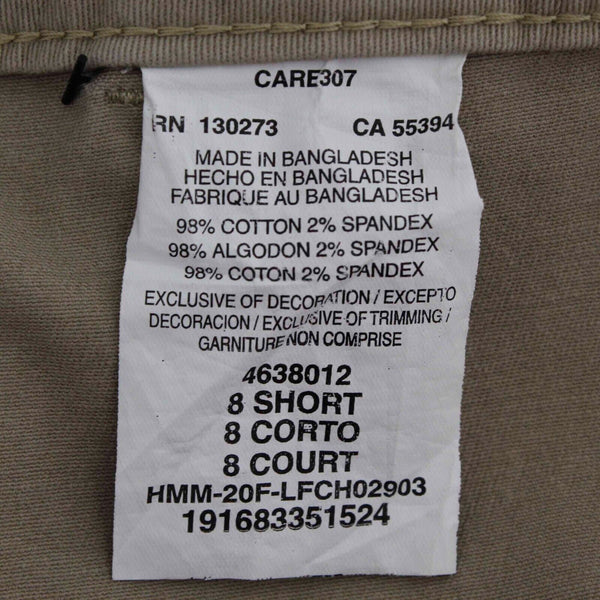 CARE307
RN 130273 CA 55394
MADE IN BANGLADESH
HECHO EN BANGLADESH
FABRIQUE AU BANGLADESH
98% COTTON 2% SPANDEX
98% ALGODON 2% SPANDEX
98% COTON 2% SPANDEX
EXCLUSIVE OF DECORATION / EXCEPTO
DECORACION / EXCLUSIVE OF TRIMMING /
GARNITURE NON COMPRISE
4638012
8 SHORT
8 CORTO
8 COURT
HMM-20F-LFCH02903
191683351524